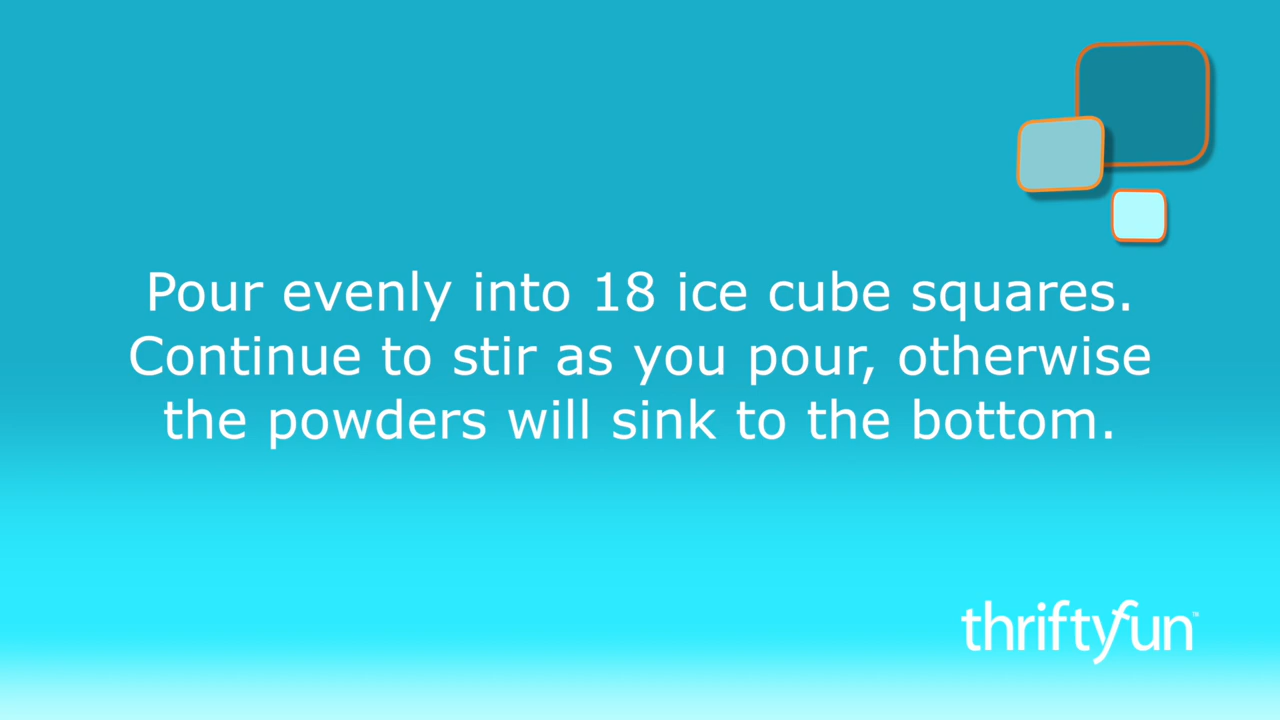 Pour evenly into 18 ice cube squares.
Continue to stir as you pour, otherwise
the powders will sink to the bottom.
thriftyfun™